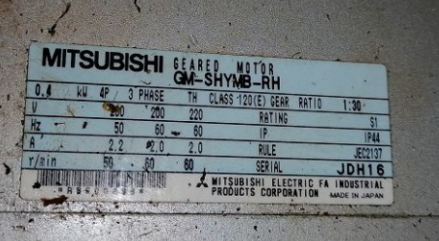 MITSUBISHI GEARED MOTOR
GM-SHYMB-RH
0.4 kW 4P/ 3 PHASE TH CLASS 120(E) GEAR RATIO 1:30
V 200 200 220 RATING S1
Hz 50 60 60 IP IP44
A 2.2 2.0 2.0 RULE JEC2137
r/min 50 60 60 SERIAL JDH16
MITSUBISHI ELECTRIC FA INDUSTRIAL
PRODUCTS CORPORATION MADE IN JAPAN